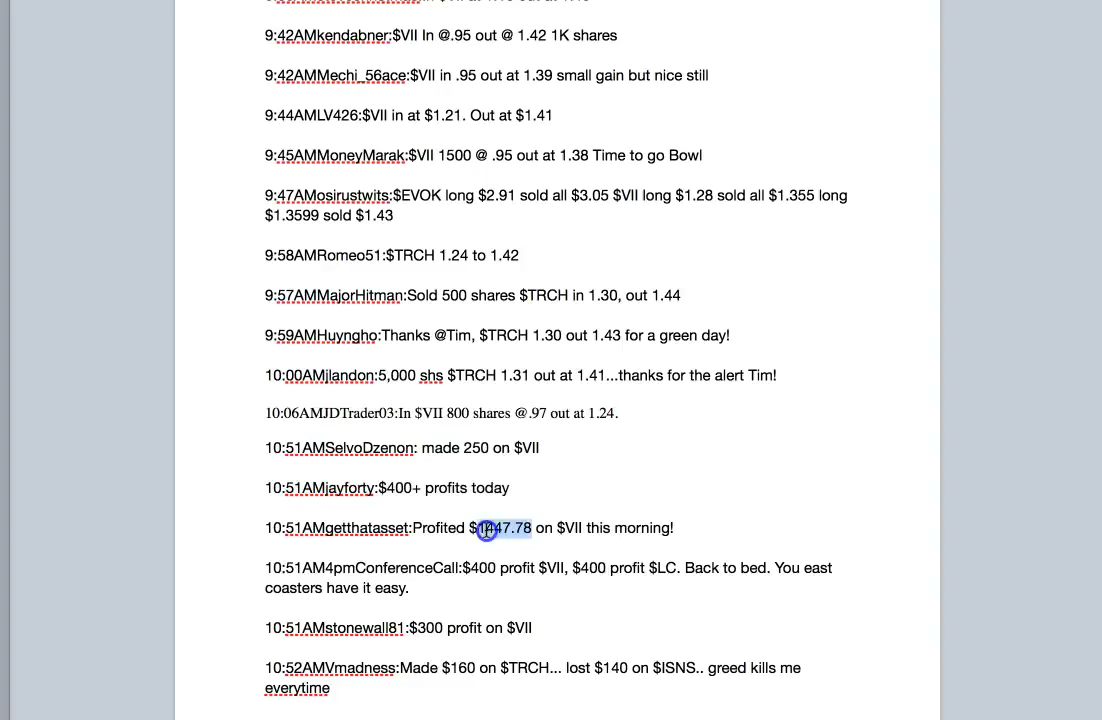 9:42AMkendabner:$VII In @.95 out @ 1.42 1K shares
9:42AMMechi_56ace:$VII in .95 out at 1.39 small gain but nice still
9:44AMLV426:$VII in at $1.21. Out at $1.41
9:45AMMoneyMarak:$VII 1500 @ .95 out at 1.38 Time to go Bowl
9:47AMosirustwits:$EVOK long $2.91 sold all $3.05 $VII long $1.28 sold all $1.355 long
$1.3599 sold $1.43
9:58AMRomeo51:$TRCH 1.24 to 1.42
9:57AMMajorHitman:Sold 500 shares $TRCH in 1.30, out 1.44
9:59AMHuyngho:Thanks @Tim, $TRCH 1.30 out 1.43 for a green day!
10:00AMjlandon:5,000 shs $TRCH 1.31 out at 1.41...thanks for the alert Tim!
10:06AMJDTrader03:In $VII 800 shares @.97 out at 1.24.
10:51AMSelvoDzenon: made 250 on $VII
10:51AMjayforty:$400+ profits today
10:51AMgetthatasset:Profited $1447.78 on $VII this morning!
10:51AM4pmConferenceCall:$400 profit $VII, $400 profit $LC. Back to bed. You east
coasters have it easy.
10:51AMstonewall81:$300 profit on $VII
10:52AMVmadness:Made $160 on $TRCH... lost $140 on $ISNS.. greed kills me
everytime